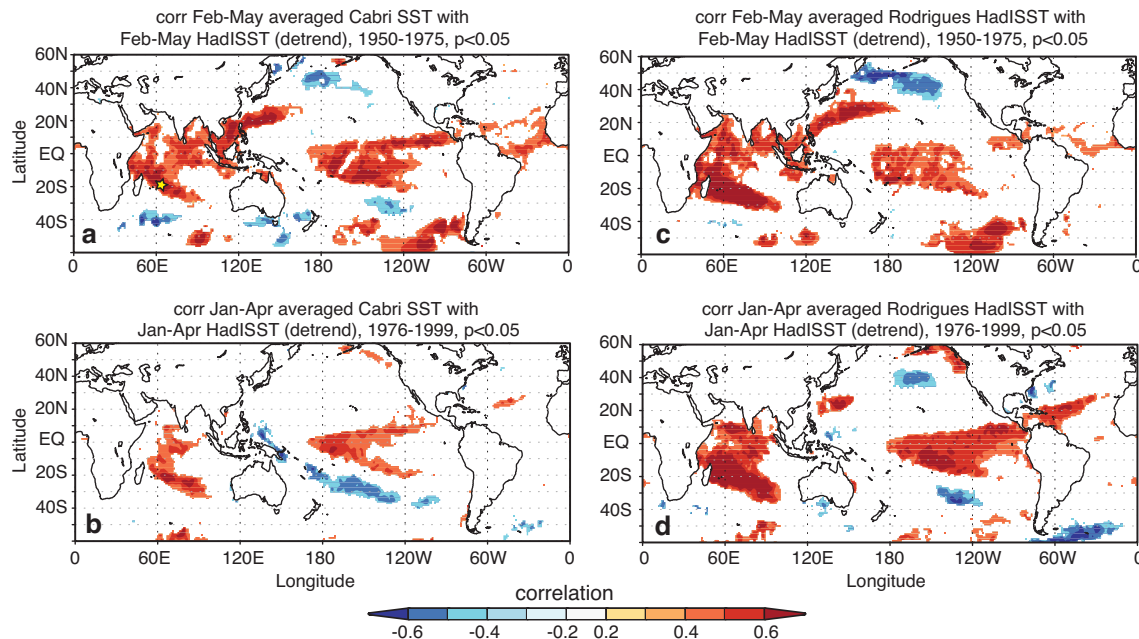 corr Feb-May averaged Cabri SST with
Feb-May HadISST (detrend), 1950-1975, p<0.05
60N
40N
20N
EQ
20S
40S
Latitude
a
60E
120E
180
120W
60W
0
corr Feb-May averaged Rodrigues HadISST with
Feb-May HadISST (detrend), 1950-1975, p<0.05
60N
40N
20N
EQ
20S
40S
Latitude
c
0
60E
120E
180
120W
60W
0
corr Jan-Apr averaged Cabri SST with
Jan-Apr HadISST (detrend), 1976-1999, p<0.05
60N
40N
20N
EQ
20S
40S
Latitude
b
0
60E
120E
180
120W
60W
0
Longitude
corr Jan-Apr averaged Rodrigues HadISST with
Jan-Apr HadISST (detrend), 1976-1999, p<0.05
60N
40N
20N
EQ
20S
40S
Latitude
d
0
60E
120E
180
120W
60W
0
Longitude
correlation
-0.6
-0.4
-0.2
0.2
0.4
0.6